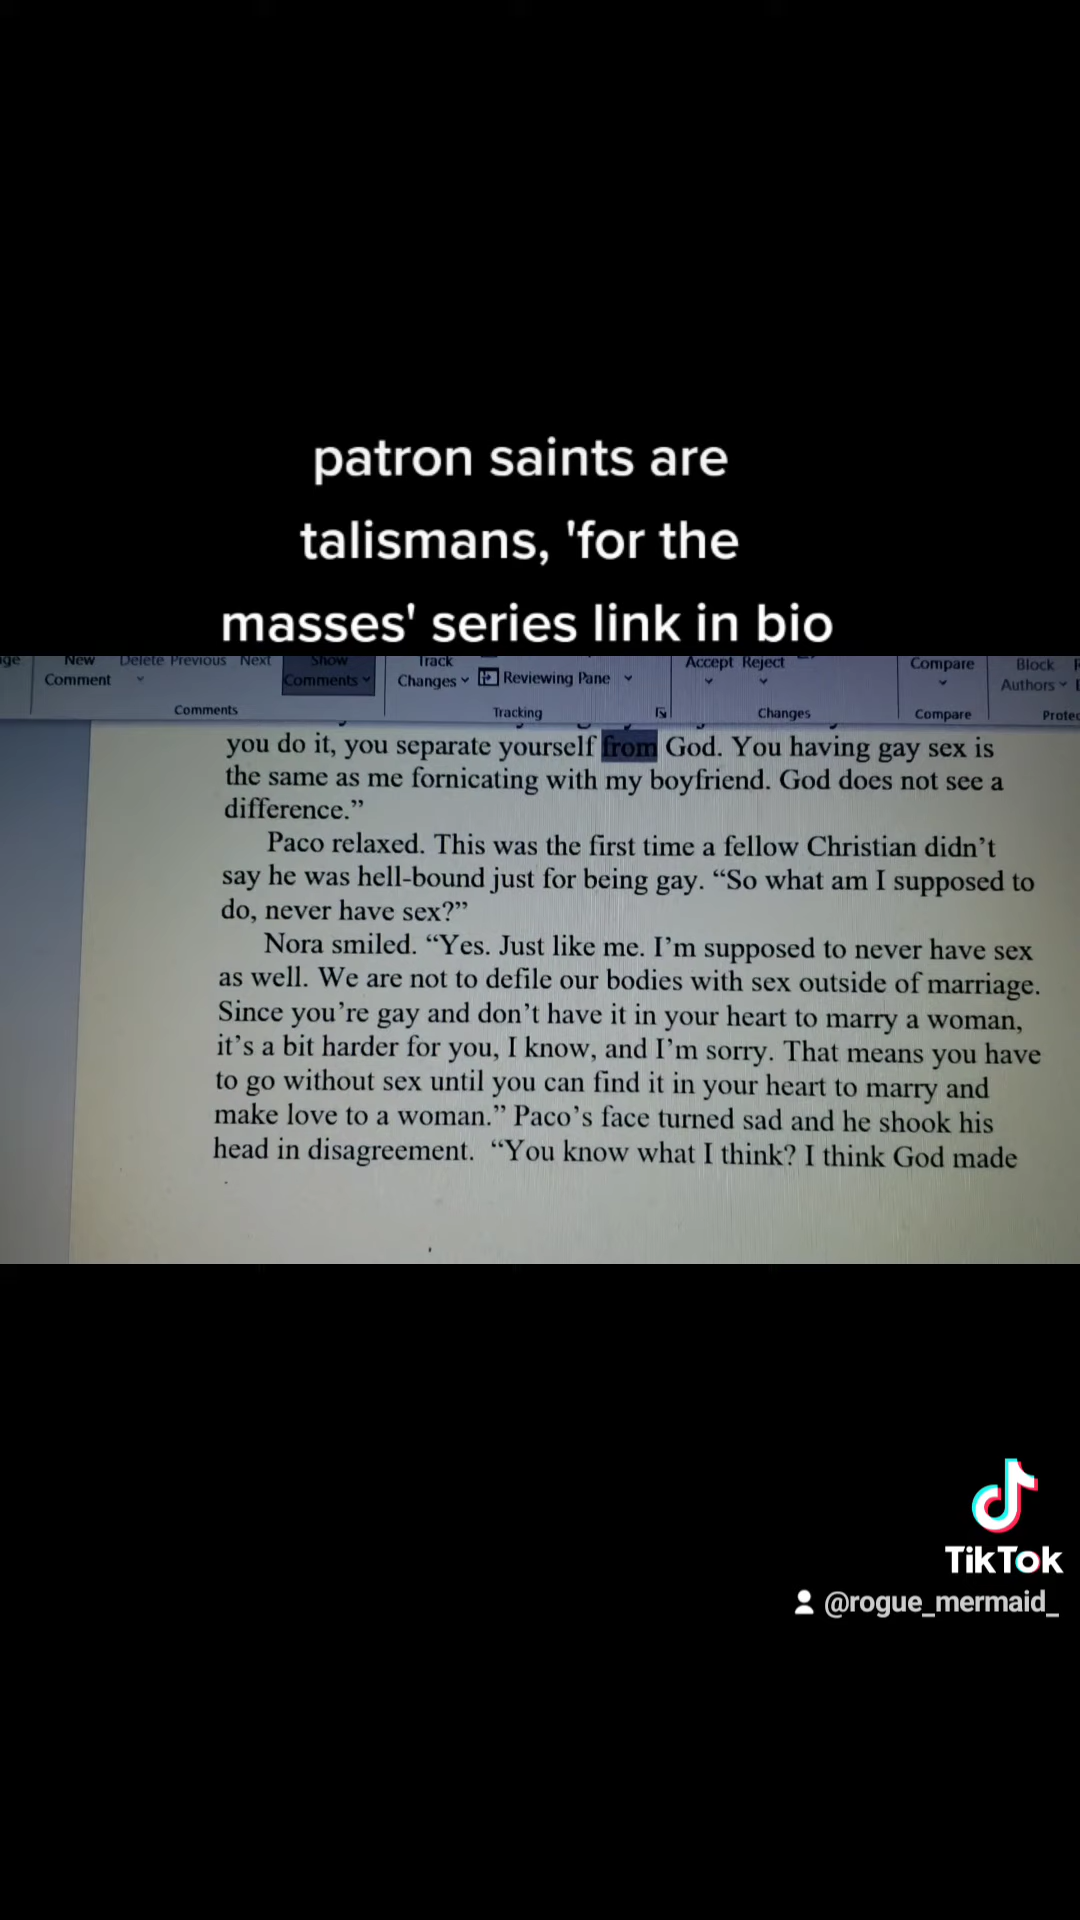 patron saints are
talismans, 'for the
masses' series link in bio
New Delete Previous Next Show Track Accept Reject Compare Block
Comment Comments Changes Reviewing Pane Authors
Comments Tracking Changes Compare
you do it, you separate yourself from God. You having gay sex is
the same as me fornicating with my boyfriend. God does not see a
difference.”
Paco relaxed. This was the first time a fellow Christian didn’t
say he was hell-bound just for being gay. “So what am I supposed to
do, never have sex?”
Nora smiled. “Yes. Just like me. I’m supposed to never have sex
as well. We are not to defile our bodies with sex outside of marriage.
Since you’re gay and don’t have it in your heart to marry a woman,
it’s a bit harder for you, I know, and I’m sorry. That means you have
to go without sex until you can find it in your heart to marry and
make love to a woman.” Paco’s face turned sad and he shook his
head in disagreement. “You know what I think? I think God made
TikTok
@rogue_mermaid_